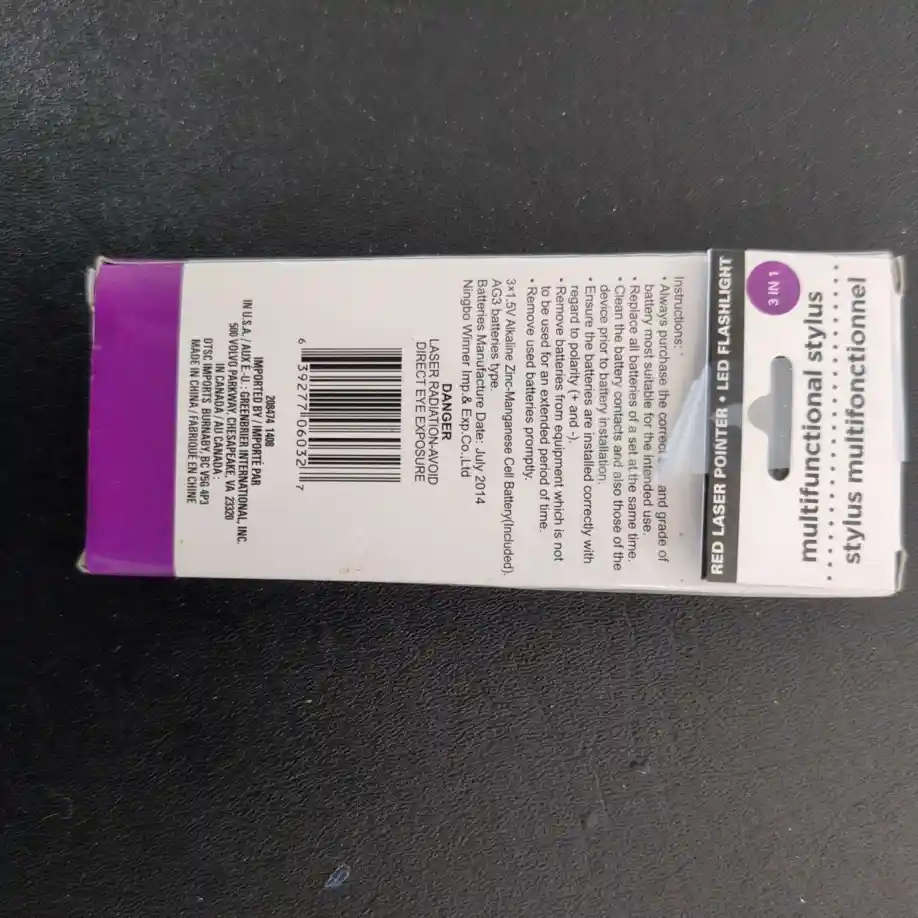 stylus multifonctionnel
multifunctional stylus
3 IN 1
RED LASER POINTER • LED FLASHLIGHT
Instructions:
• Always purchase the correct and grade of
battery most suitable for the intended use.
• Replace all batteries of a set at the same time.
• Clean the battery contacts and also those of the
device prior to battery installation.
• Ensure the batteries are installed correctly with
regard to polarity (+ and -).
• Remove batteries from equipment which is not
to be used for an extended period of time.
• Remove used batteries promptly.
3×1.5V Alkaline Zinc-Manganese Cell Battery(Included).
AG3 batteries type.
Batteries Manufacture Date: July 2014
Ningbo Winner Imp.& Exp.Co.,Ltd
DANGER
LASER RADIATION-AVOID
DIRECT EYE EXPOSURE
6 39277 06032 7
208474 1408
IMPORTED BY / IMPORTÉ PAR
IN U.S.A. / AUX É.-U. : GREENBRIER INTERNATIONAL, INC.
500 VOLVO PARKWAY, CHESAPEAKE, VA 23320
IN CANADA / AU CANADA :
DTSC IMPORTS BURNABY, BC V5G 4P3
MADE IN CHINA / FABRIQUÉ EN CHINE